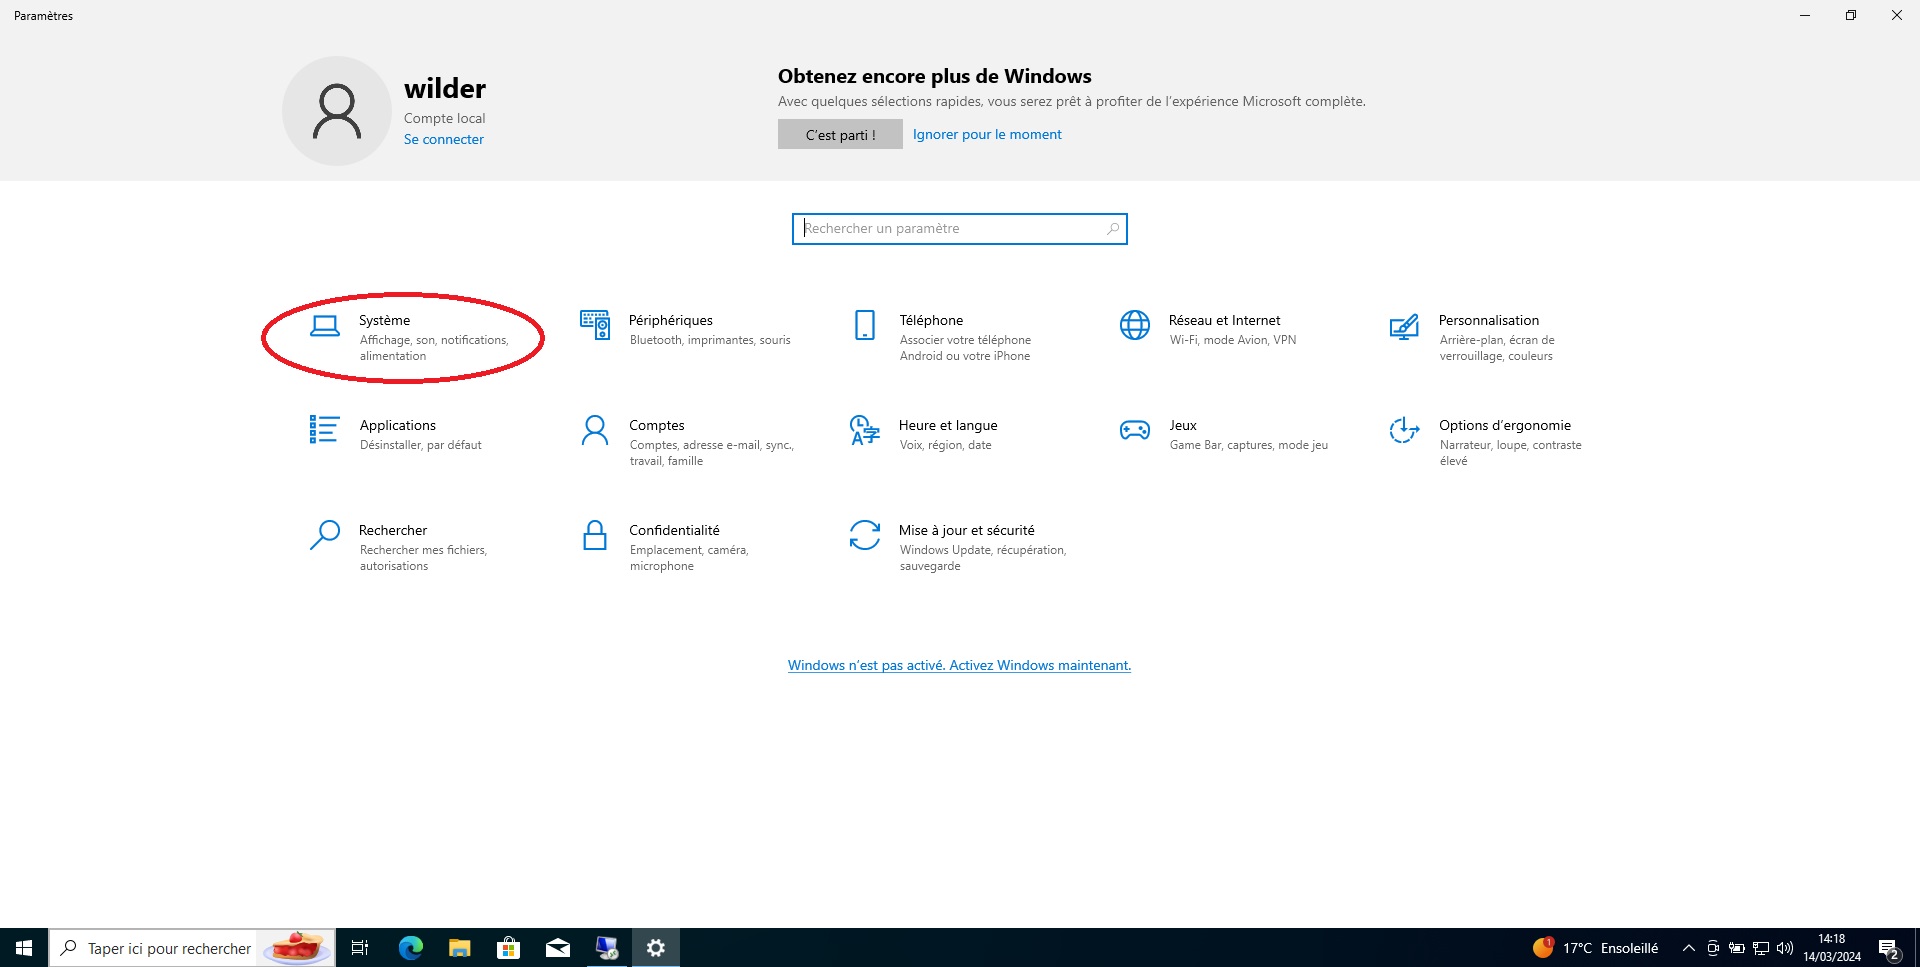 Paramètres
wilder
Compte local
Se connecter
Obtenez encore plus de Windows
Avec quelques sélections rapides, vous serez prêt à profiter de l’expérience Microsoft complète.
C’est parti !
Ignorer pour le moment
Rechercher un paramètre
Système
Affichage, son, notifications,
alimentation
Périphériques
Bluetooth, imprimantes, souris
Téléphone
Associer votre téléphone
Android ou votre iPhone
Réseau et Internet
Wi-Fi, mode Avion, VPN
Personnalisation
Arrière-plan, écran de
verrouillage, couleurs
Applications
Désinstaller, par défaut
Comptes
Comptes, adresse e-mail, sync.,
travail, famille
Heure et langue
Voix, région, date
Jeux
Game Bar, captures, mode jeu
Options d’ergonomie
Narrateur, loupe, contraste
élevé
Rechercher
Rechercher mes fichiers,
autorisations
Confidentialité
Emplacement, caméra,
microphone
Mise à jour et sécurité
Windows Update, récupération,
sauvegarde
Windows n’est pas activé. Activez Windows maintenant.
Taper ici pour rechercher
1
17°C Ensoleillé
14:18
14/03/2024
2